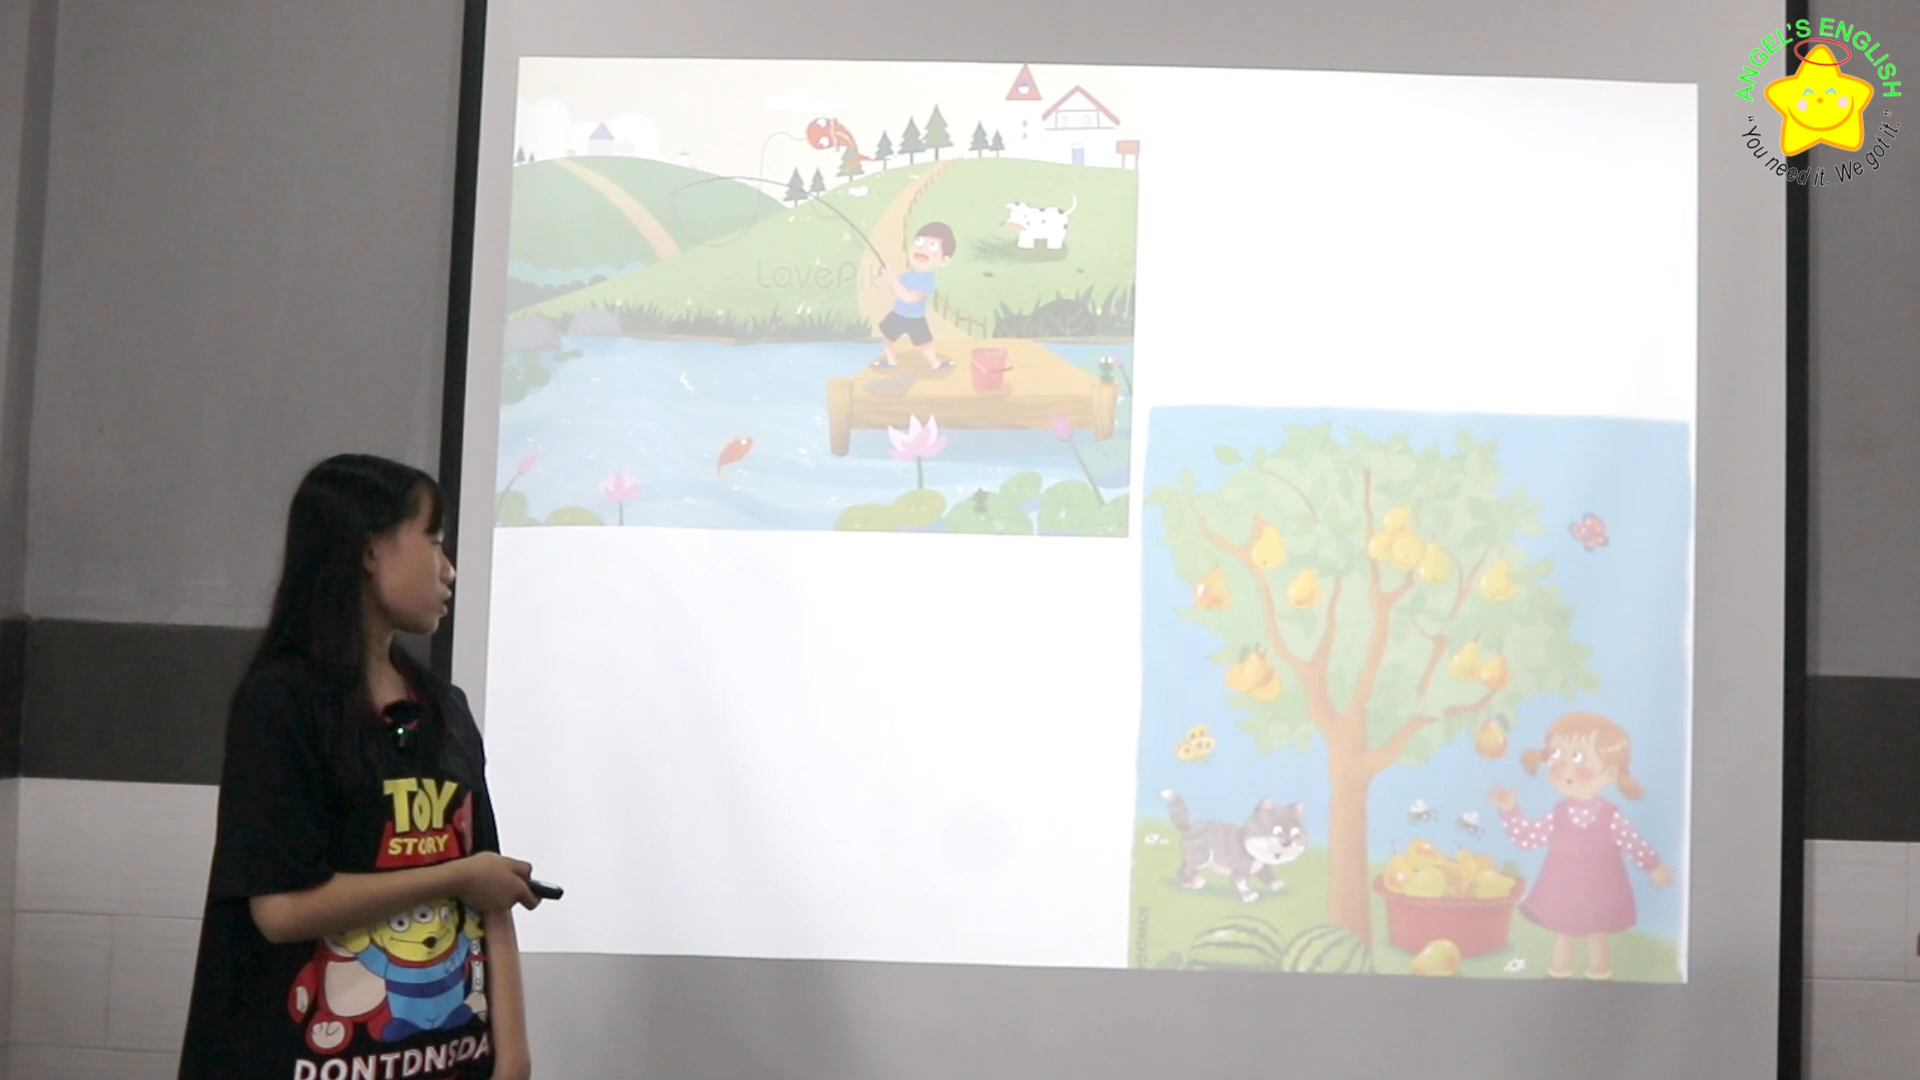 ANGEL'S ENGLISH
"You need it. We got it."
LovePik
TOY
STORY
DONTDNSDA